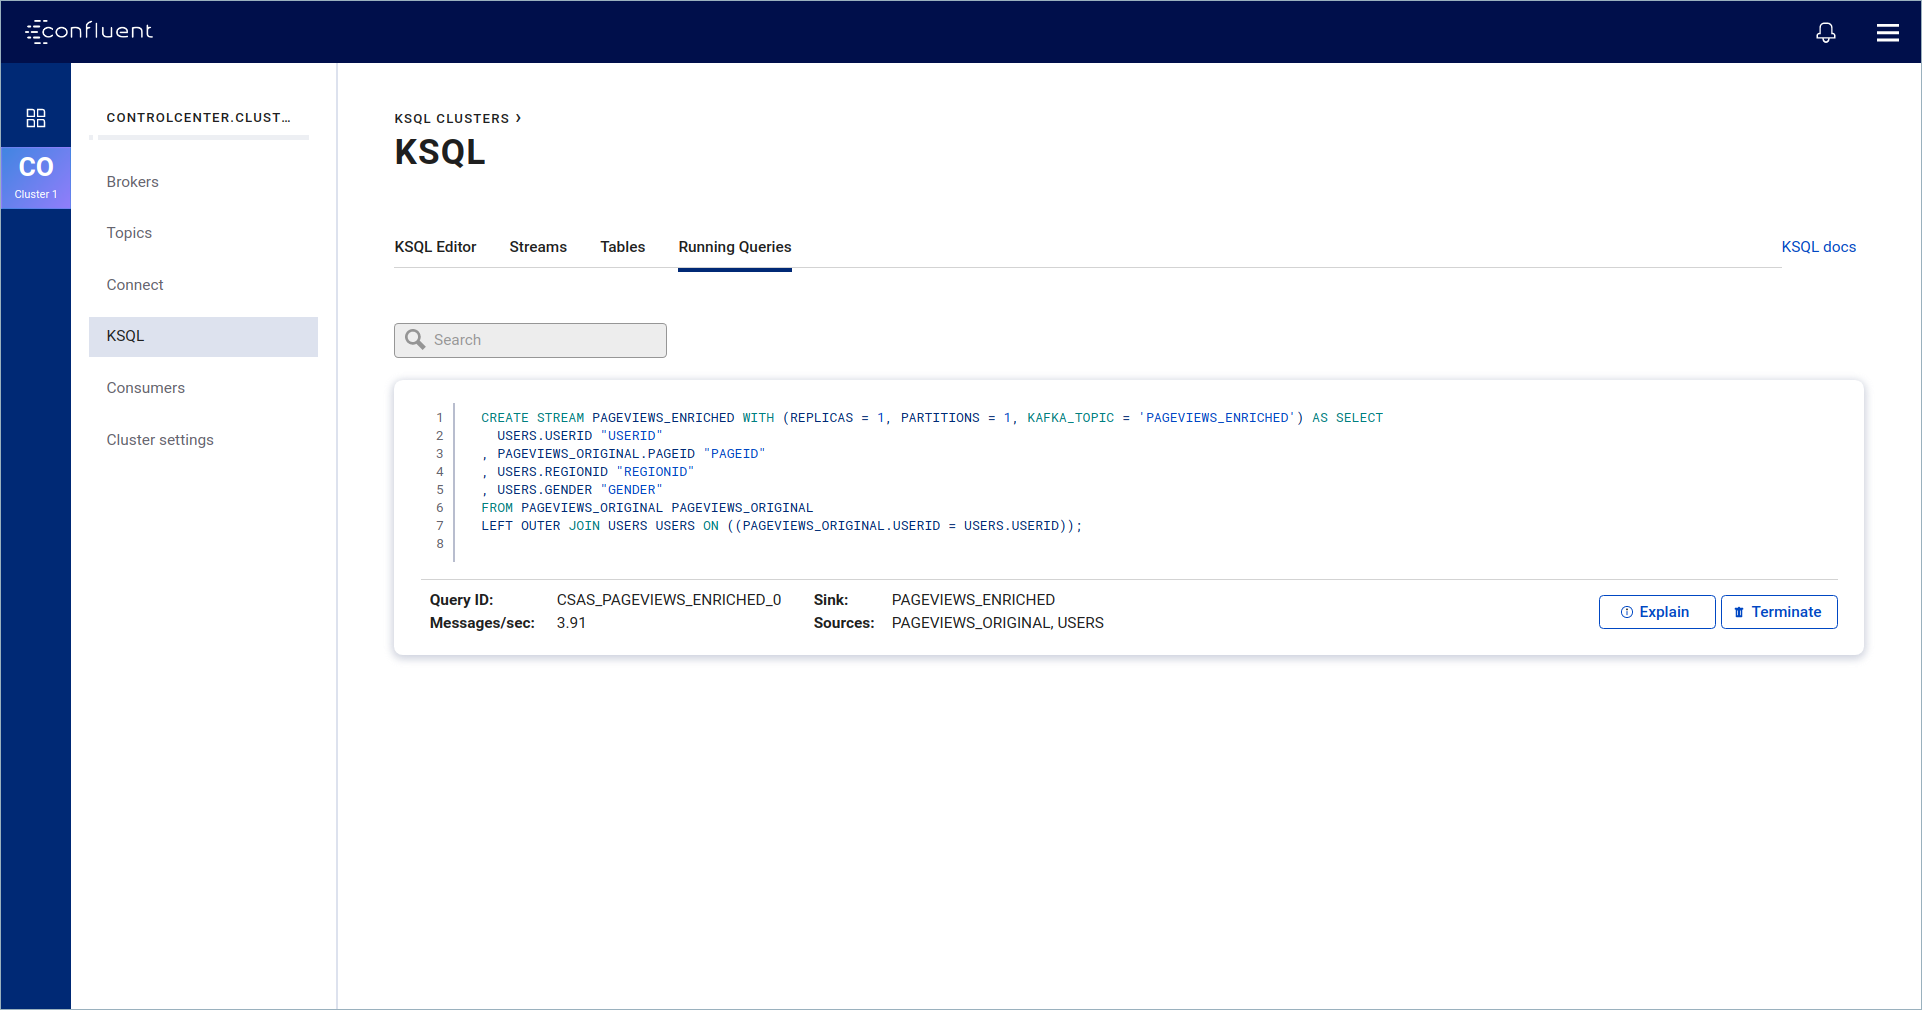 confluent
CO
Cluster 1
CONTROLCENTER.CLUST...
Brokers
Topics
Connect
KSQL
Consumers
Cluster settings
KSQL CLUSTERS ›
KSQL
KSQL Editor Streams Tables Running Queries KSQL docs
Search
1 CREATE STREAM PAGEVIEWS_ENRICHED WITH (REPLICAS = 1, PARTITIONS = 1, KAFKA_TOPIC = 'PAGEVIEWS_ENRICHED') AS SELECT
2 USERS.USERID "USERID"
3 , PAGEVIEWS_ORIGINAL.PAGEID "PAGEID"
4 , USERS.REGIONID "REGIONID"
5 , USERS.GENDER "GENDER"
6 FROM PAGEVIEWS_ORIGINAL PAGEVIEWS_ORIGINAL
7 LEFT OUTER JOIN USERS USERS ON ((PAGEVIEWS_ORIGINAL.USERID = USERS.USERID));
8
Query ID: CSAS_PAGEVIEWS_ENRICHED_0 Sink: PAGEVIEWS_ENRICHED
Messages/sec: 3.91 Sources: PAGEVIEWS_ORIGINAL, USERS
Explain Terminate